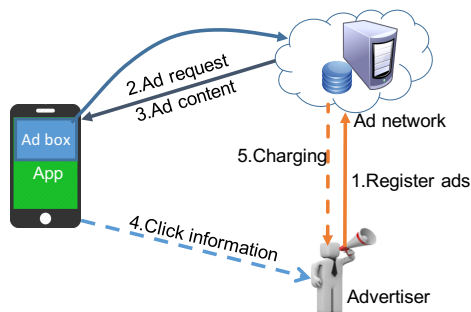 2.Ad request
3.Ad content
Ad box
App
Ad network
5.Charging
1.Register ads
4.Click information
Advertiser